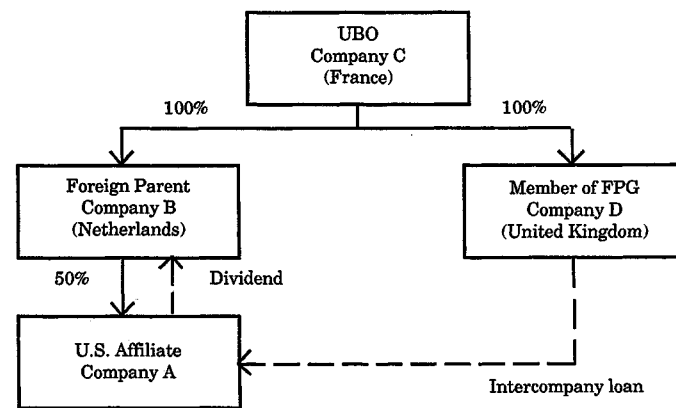 UBO
Company C
(France)
100%
100%
Foreign Parent
Company B
(Netherlands)
Member of FPG
Company D
(United Kingdom)
50%
Dividend
U.S. Affiliate
Company A
Intercompany loan